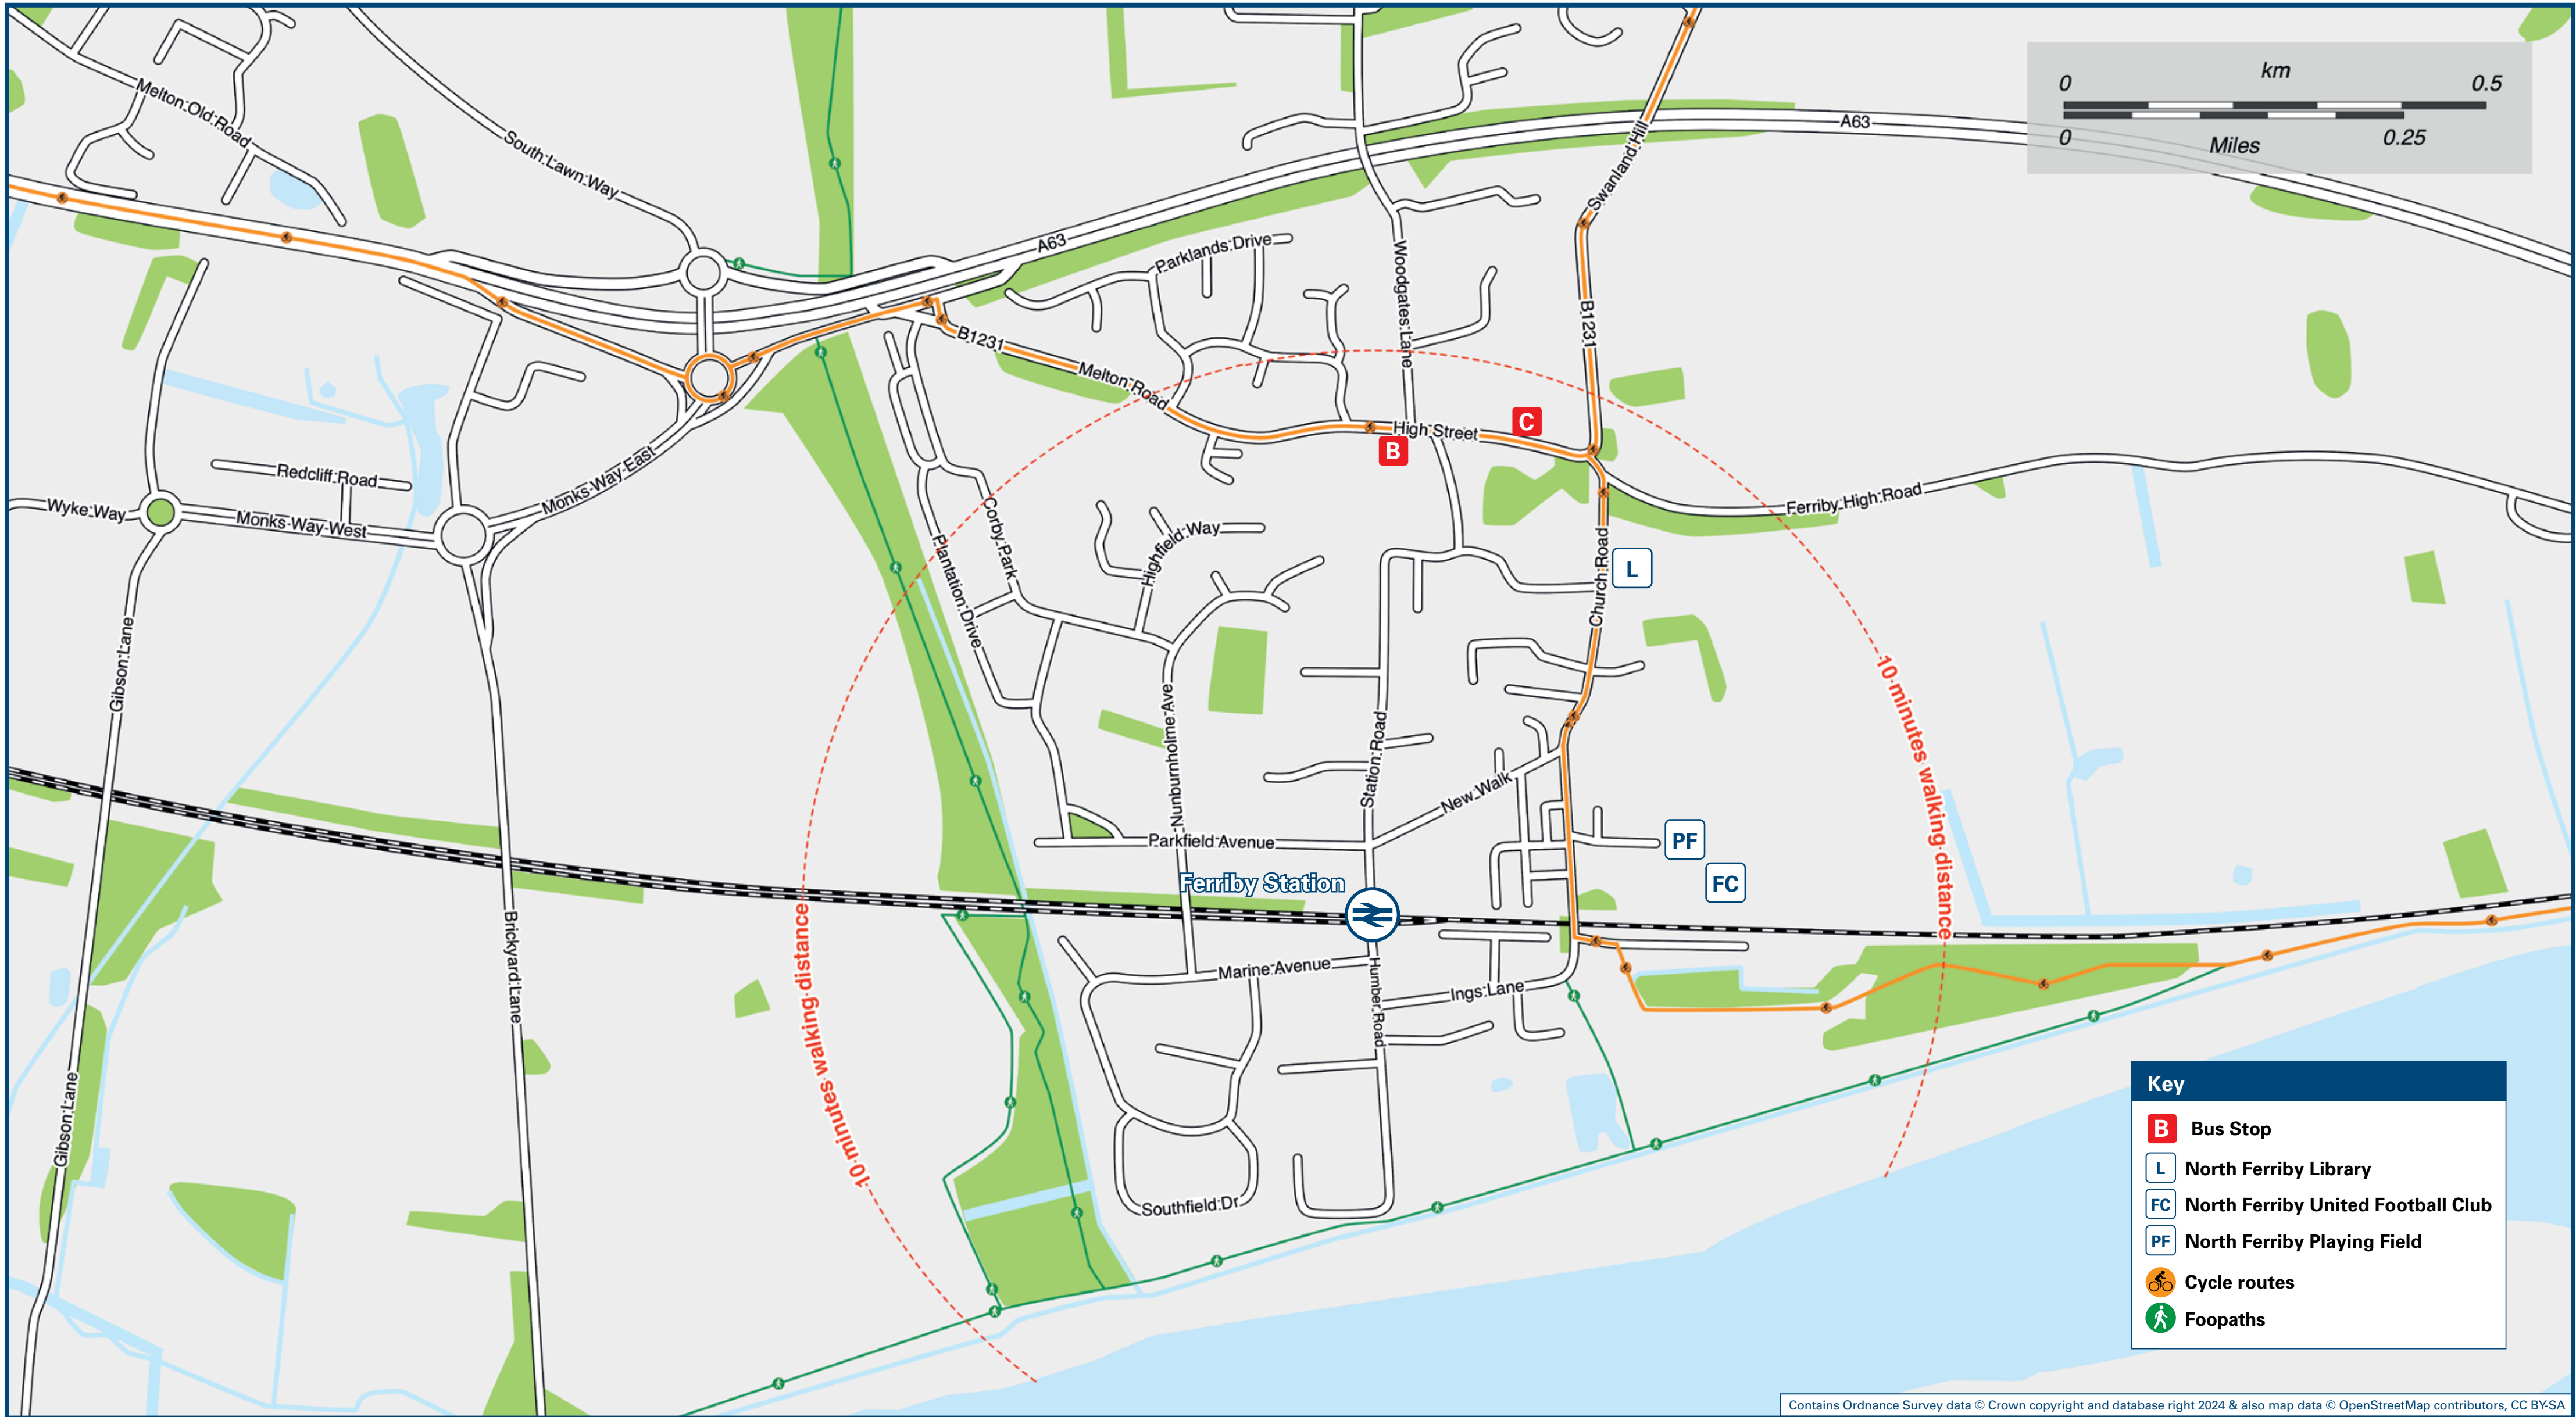 Melton Old Road
South Lawn Way
A63
A63
Swanland Hill
0 km 0.5
0 Miles 0.25
Parklands Drive
Woodgates Lane
B1231
B1231
Melton Road
High Street
C
B
Redcliff Road
Wyke Way
Monks Way West
Monks Way East
Ferriby High Road
Corby Park
Plantation Drive
Highfield Way
Church Road
L
Gibson Lane
Nunburnholme Ave
Station Road
New Walk
10 minutes walking distance
Parkfield Avenue
PF
FC
Ferriby Station
Brickyard Lane
Marine Avenue
Humber Road
Ings Lane
10 minutes walking distance
Gibson Lane
Southfield Dr
Key
B Bus Stop
L North Ferriby Library
FC North Ferriby United Football Club
PF North Ferriby Playing Field
Cycle routes
Foopaths
Contains Ordnance Survey data © Crown copyright and database right 2024 & also map data © OpenStreetMap contributors, CC BY-SA